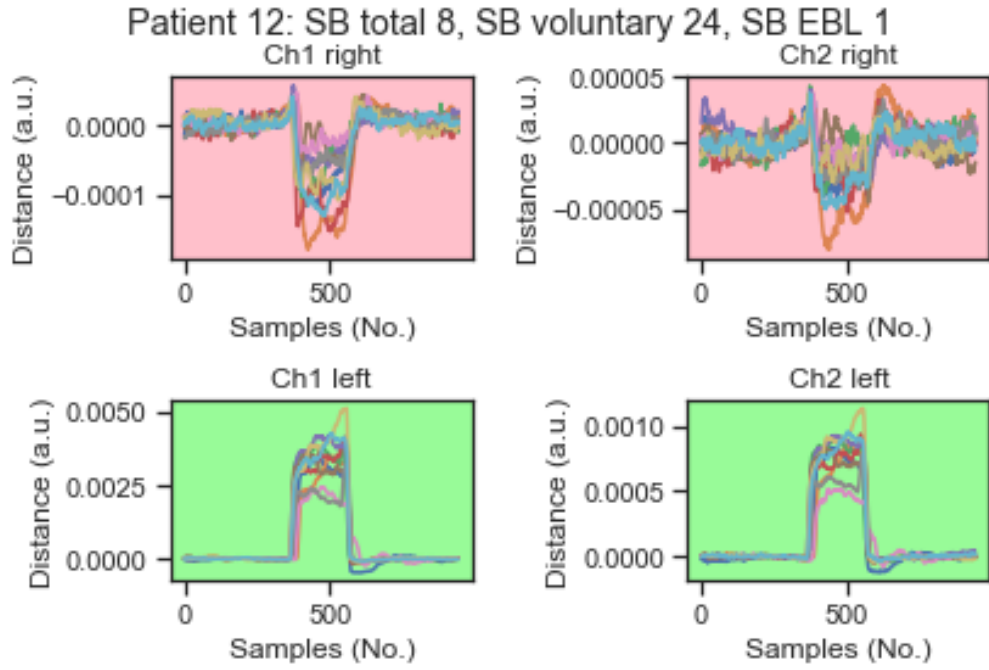 Patient 12: SB total 8, SB voluntary 24, SB EBL 1
Ch1 right
Distance (a.u.)
0.0000
−0.0001
0
500
Samples (No.)
Ch2 right
Distance (a.u.)
0.00005
0.00000
−0.00005
0
500
Samples (No.)
Ch1 left
Distance (a.u.)
0.0050
0.0025
0.0000
0
500
Samples (No.)
Ch2 left
Distance (a.u.)
0.0010
0.0005
0.0000
0
500
Samples (No.)